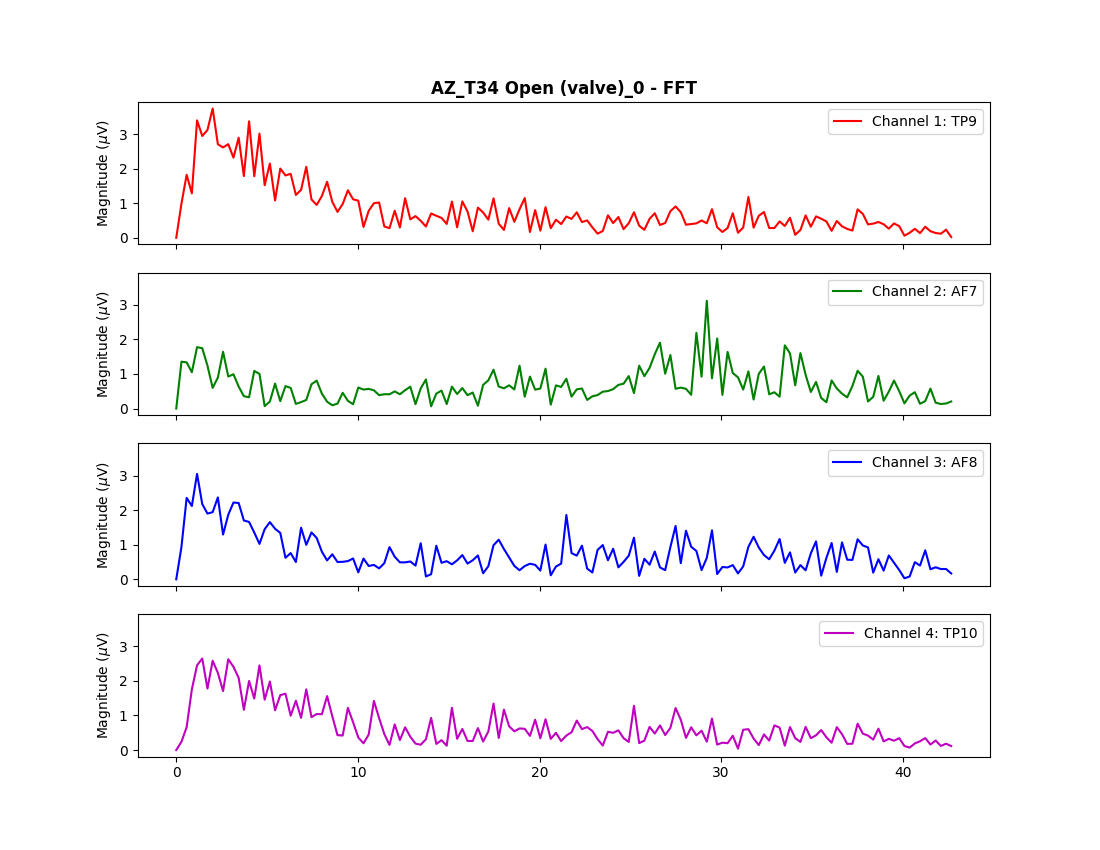 AZ_T34 Open (valve)_0 - FFT
Magnitude (μV)
3
2
1
0
Channel 1: TP9
Magnitude (μV)
3
2
1
0
Channel 2: AF7
Magnitude (μV)
3
2
1
0
Channel 3: AF8
Magnitude (μV)
3
2
1
0
Channel 4: TP10
0 10 20 30 40